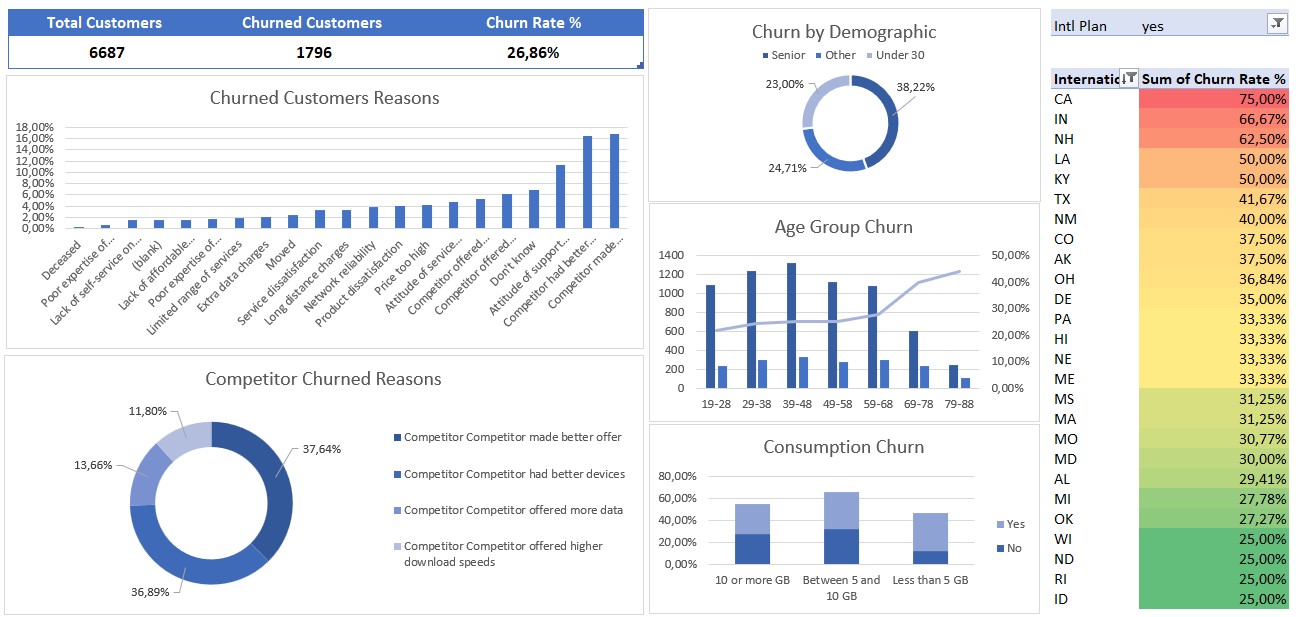 Total Customers Churned Customers Churn Rate %
6687 1796 26,86%
Churned Customers Reasons
18,00%
16,00%
14,00%
12,00%
10,00%
8,00%
6,00%
4,00%
2,00%
0,00%
Deceased
Poor expertise of...
Lack of self-service on...
(blank)
Lack of affordable...
Poor expertise of...
Limited range of services
Extra data charges
Moved
Service dissatisfaction
Long distance charges
Network reliability
Product dissatisfaction
Price too high
Attitude of service...
Competitor offered...
Competitor offered...
Don't know
Attitude of support...
Competitor had better...
Competitor made...
Competitor Churned Reasons
11,80%
37,64%
13,66%
36,89%
Competitor Competitor made better offer
Competitor Competitor had better devices
Competitor Competitor offered more data
Competitor Competitor offered higher
download speeds
Churn by Demographic
Senior Other Under 30
23,00%
38,22%
24,71%
Age Group Churn
1400
1200
1000
800
600
400
200
0
50,00%
40,00%
30,00%
20,00%
10,00%
0,00%
19-28 29-38 39-48 49-58 59-68 69-78 79-88
Consumption Churn
80,00%
60,00%
40,00%
20,00%
0,00%
10 or more GB Between 5 and Less than 5 GB
10 GB
Yes
No
Intl Plan yes
Internatic Sum of Churn Rate %
CA 75,00%
IN 66,67%
NH 62,50%
LA 50,00%
KY 50,00%
TX 41,67%
NM 40,00%
CO 37,50%
AK 37,50%
OH 36,84%
DE 35,00%
PA 33,33%
HI 33,33%
NE 33,33%
ME 33,33%
MS 31,25%
MA 31,25%
MO 30,77%
MD 30,00%
AL 29,41%
MI 27,78%
OK 27,27%
WI 25,00%
ND 25,00%
RI 25,00%
ID 25,00%